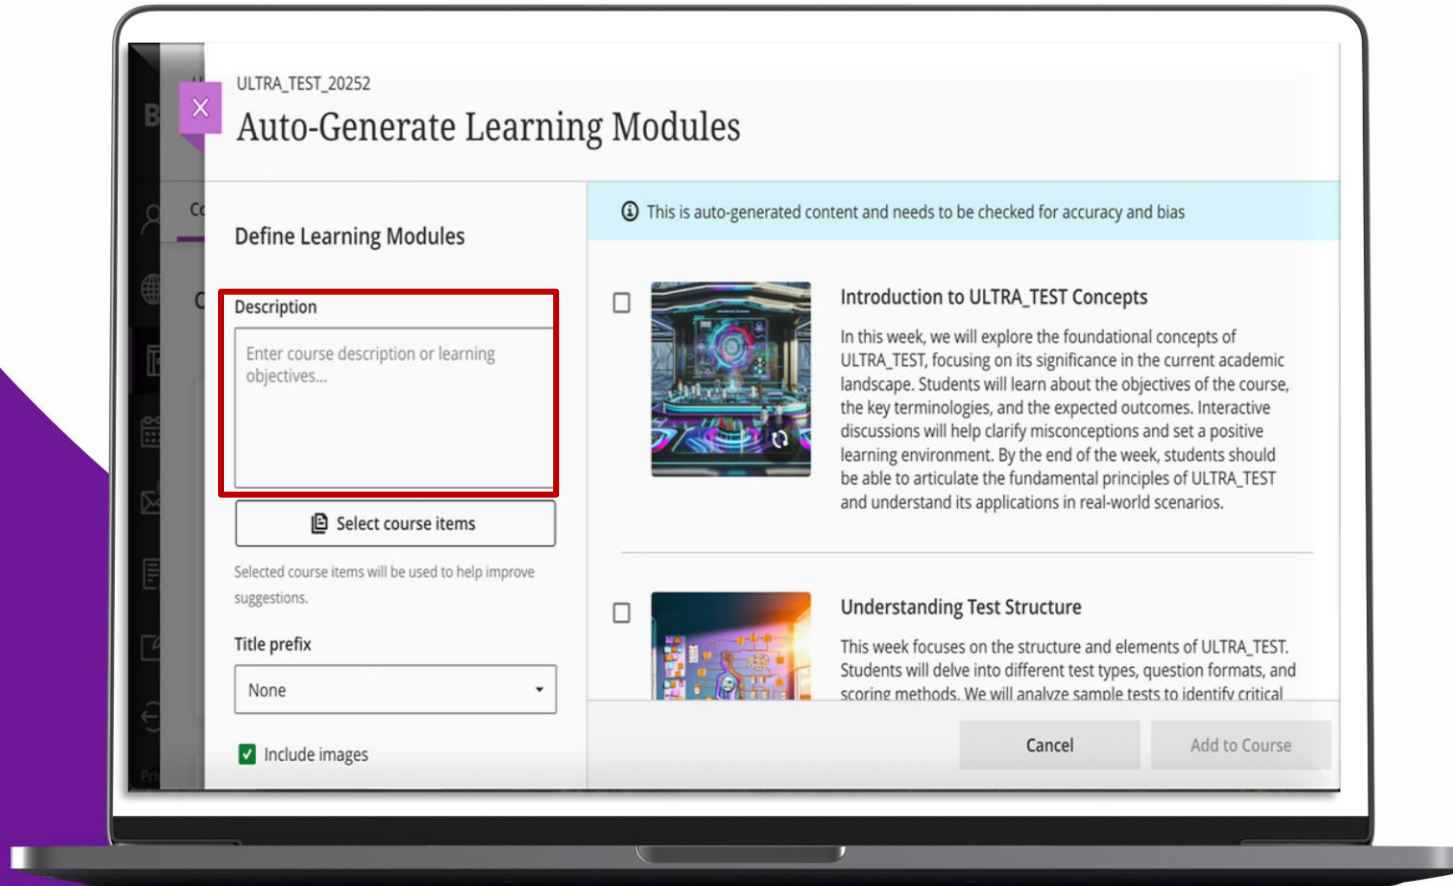 ULTRA_TEST_20252
Auto-Generate Learning Modules
Define Learning Modules
Description
Enter course description or learning
objectives...
Select course items
Selected course items will be used to help improve
suggestions.
Title prefix
None
Include images
This is auto-generated content and needs to be checked for accuracy and bias
Introduction to ULTRA_TEST Concepts
In this week, we will explore the foundational concepts of
ULTRA_TEST, focusing on its significance in the current academic
landscape. Students will learn about the objectives of the course,
the key terminologies, and the expected outcomes. Interactive
discussions will help clarify misconceptions and set a positive
learning environment. By the end of the week, students should
be able to articulate the fundamental principles of ULTRA_TEST
and understand its applications in real-world scenarios.
Understanding Test Structure
This week focuses on the structure and elements of ULTRA_TEST.
Students will delve into different test types, question formats, and
scoring methods. We will analyze sample tests to identify critical
Cancel
Add to Course